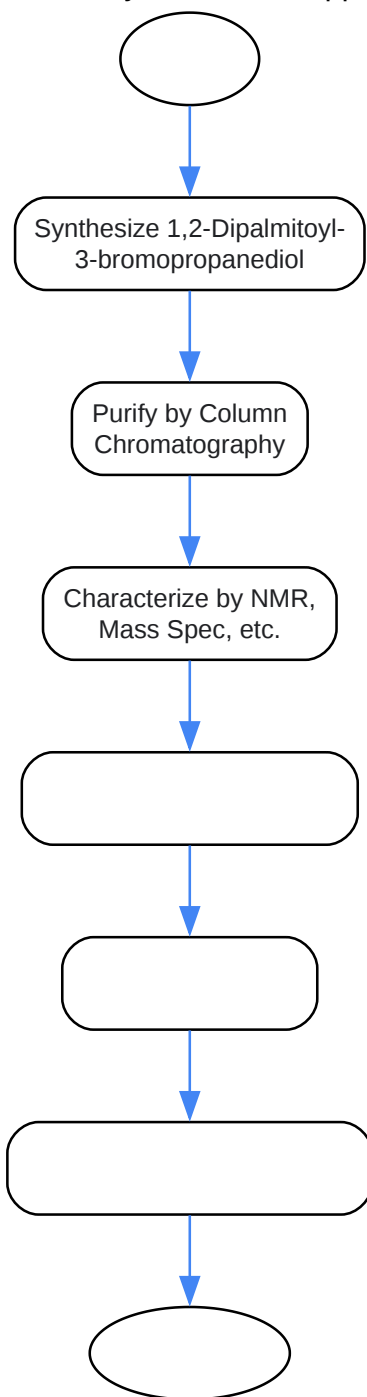 Synthesize 1,2-Dipalmitoyl-
3-bromopropanediol
Purify by Column
Chromatography
Characterize by NMR,
Mass Spec, etc.